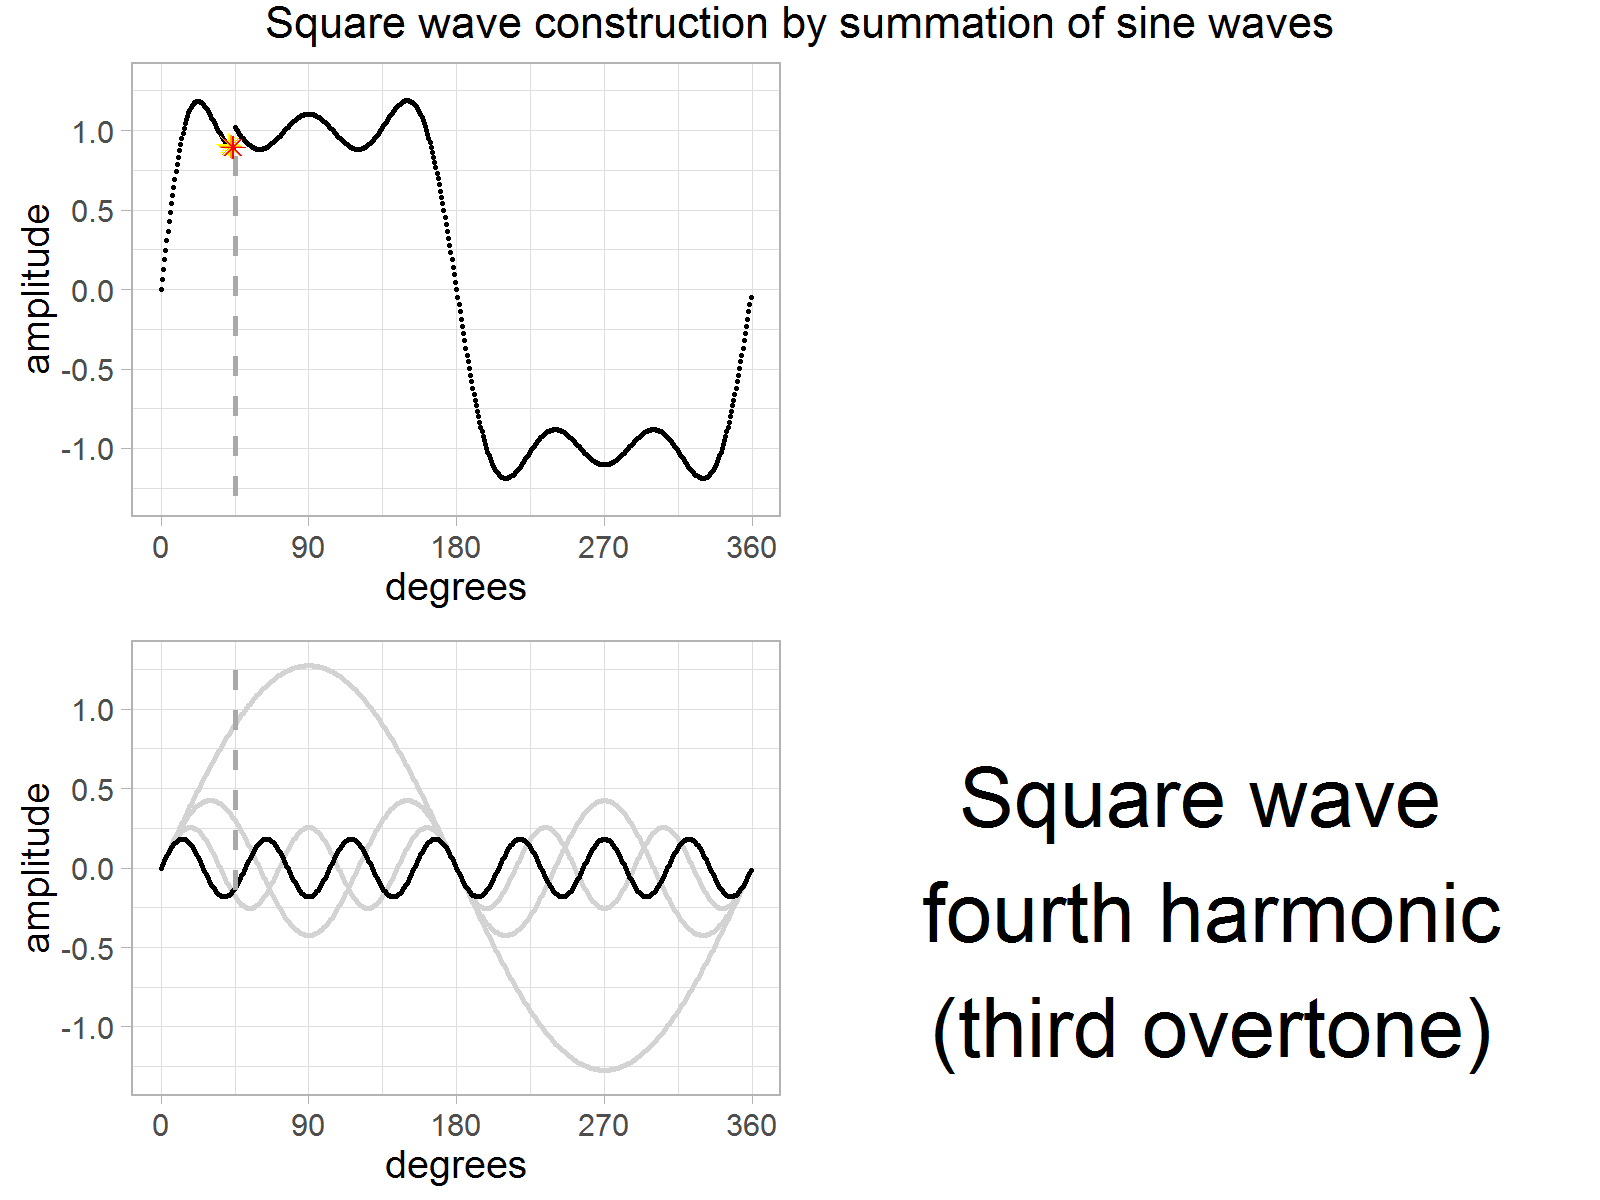 Square wave construction by summation of sine waves
amplitude
1.0
0.5
0.0
-0.5
-1.0
0 90 180 270 360
degrees
amplitude
1.0
0.5
0.0
-0.5
-1.0
0 90 180 270 360
degrees
Square wave
fourth harmonic
(third overtone)